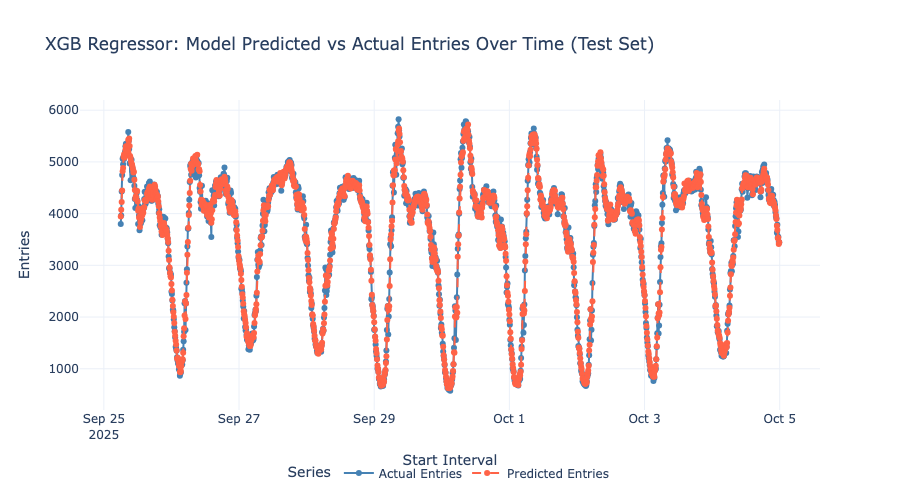 XGB Regressor: Model Predicted vs Actual Entries Over Time (Test Set)
6000
5000
4000
3000
2000
1000
Entries
Sep 25
2025
Sep 27
Sep 29
Oct 1
Oct 3
Oct 5
Start Interval
Series
Actual Entries
Predicted Entries